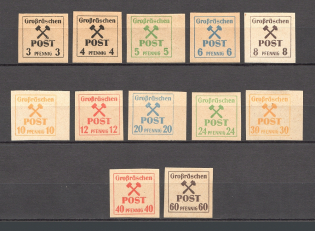 Großräschen Großräschen Großräschen Großräschen Großräschen
POST POST POST POST POST
3 PFENNIG 3 4 PFENNIG 4 5 PFENNIG 5 6 PFENNIG 6 8 PFENNIG 8
Großräschen Großräschen Großräschen Großräschen Großräschen
POST POST POST POST POST
10 PFENNIG 10 12 PFENNIG 12 20 PFENNIG 20 24 PFENNIG 24 30 PFENNIG 30
Großräschen Großräschen
POST POST
40 PFENNIG 40 60 PFENNIG 60